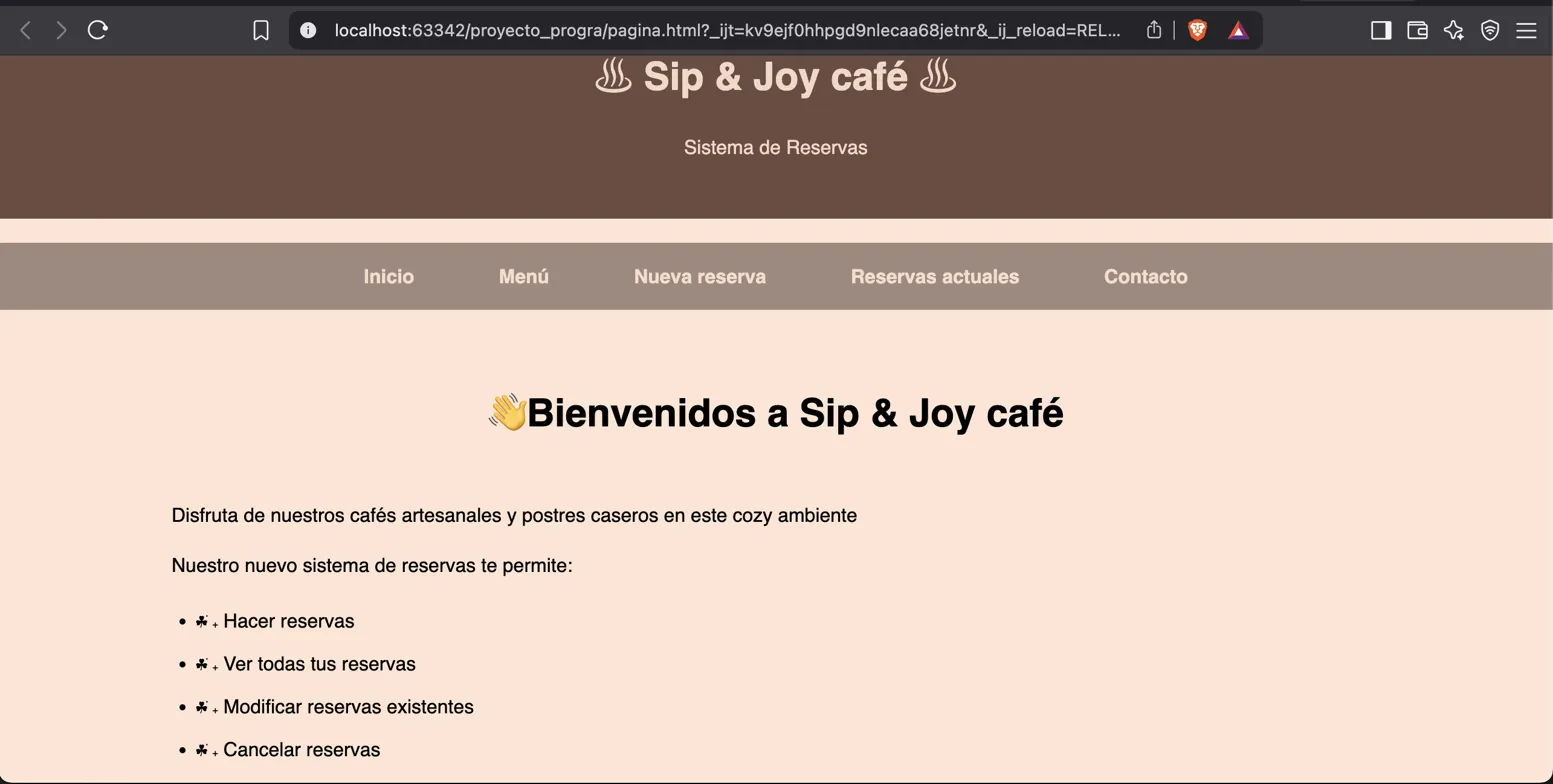 localhost:63342/proyecto_progra/pagina.html?_ijt=kv9ejf0hhpgd9nlecaa68jetnr&_ij_reload=REL...
♨ Sip & Joy café ♨
Sistema de Reservas
Inicio Menú Nueva reserva Reservas actuales Contacto
👋Bienvenidos a Sip & Joy café
Disfruta de nuestros cafés artesanales y postres caseros en este cozy ambiente
Nuestro nuevo sistema de reservas te permite:
• ☘︎ ݁₊ Hacer reservas
• ☘︎ ݁₊ Ver todas tus reservas
• ☘︎ ݁₊ Modificar reservas existentes
• ☘︎ ݁₊ Cancelar reservas